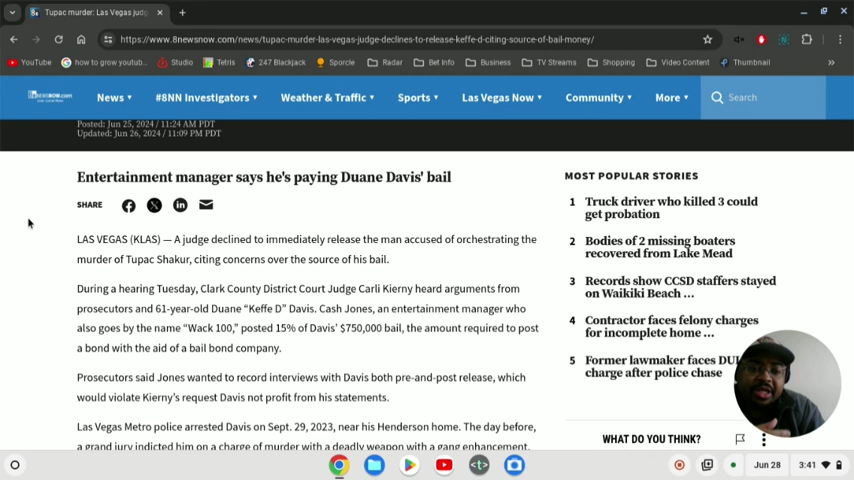 Tupac murder: Las Vegas judg
https://www.8newsnow.com/news/tupac-murder-las-vegas-judge-declines-to-release-keffe-d-citing-source-of-bail-money/
YouTube how to grow youtub... Studio Tetris 247 Blackjack Sporcle Radar Bet Info Business TV Streams Shopping Video Content Thumbnail
8NEWSNOW.com News #8NN Investigators Weather & Traffic Sports Las Vegas Now Community More Search
Posted: Jun 25, 2024 / 11:24 AM PDT
Updated: Jun 26, 2024 / 11:09 PM PDT
Entertainment manager says he's paying Duane Davis' bail
SHARE
LAS VEGAS (KLAS) — A judge declined to immediately release the man accused of orchestrating the
murder of Tupac Shakur, citing concerns over the source of his bail.
During a hearing Tuesday, Clark County District Court Judge Carli Kierny heard arguments from
prosecutors and 61-year-old Duane “Keffe D” Davis. Cash Jones, an entertainment manager who
also goes by the name “Wack 100,” posted 15% of Davis’ $750,000 bail, the amount required to post
a bond with the aid of a bail bond company.
Prosecutors said Jones wanted to record interviews with Davis both pre-and-post release, which
would violate Kierny’s request Davis not profit from his statements.
Las Vegas Metro police arrested Davis on Sept. 29, 2023, near his Henderson home. The day before,
a grand jury indicted him on a charge of murder with a deadly weapon with a gang enhancement.
MOST POPULAR STORIES
1 Truck driver who killed 3 could
get probation
2 Bodies of 2 missing boaters
recovered from Lake Mead
3 Records show CCSD staffers stayed
on Waikiki Beach ...
4 Contractor faces felony charges
for incomplete home ...
5 Former lawmaker faces DUI
charge after police chase
WHAT DO YOU THINK?
Jun 28 3:41